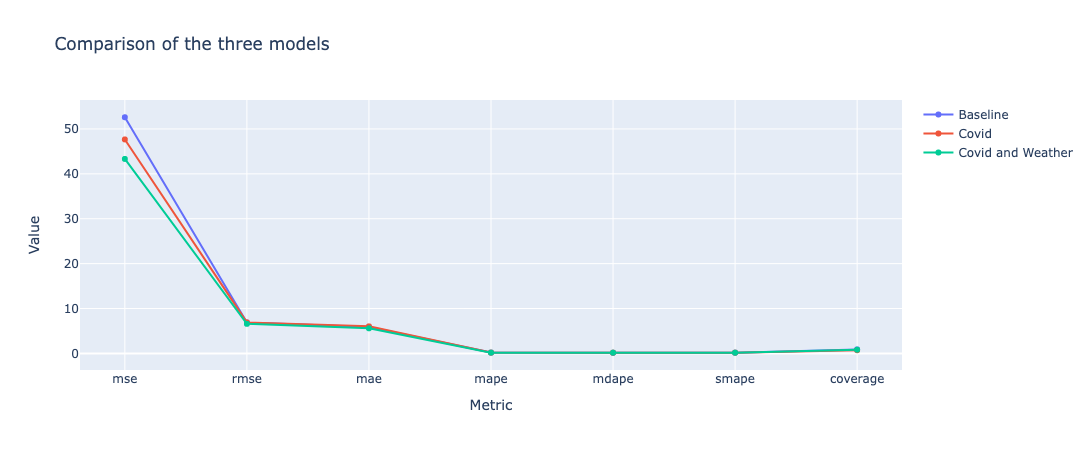 Comparison of the three models
Baseline
Covid
Covid and Weather
Value
50
40
30
20
10
0
mse rmse mae mape mdape smape coverage
Metric